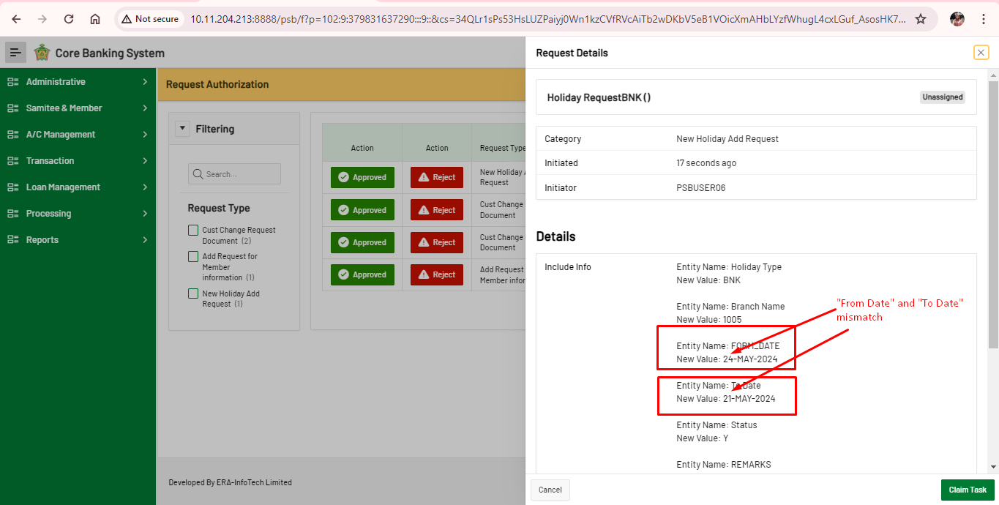 Not secure
10.11.204.213:8888/psb/f?p=102:9:379831637290:::9::&cs=34QLr1sPs53HsLUZPaiyj0Wn1kzCVfRVcAiTb2wDKbV5eB1VOicXmAHbLYzfWhugL4cxLGuf_AsosHK7...
Core Banking System
Administrative
Samitee & Member
A/C Management
Transaction
Loan Management
Processing
Reports
Request Authorization
Filtering
Search...
Request Type
Cust Change Request
Document (2)
Add Request for
Member
information (1)
New Holiday Add
Request (1)
Action Action Request Type
Approved Reject New Holiday A
Request
Approved Reject Cust Change
Document
Approved Reject Cust Change
Document
Approved Reject Add Request
Member infor
Developed By ERA-InfoTech Limited
Request Details
Holiday RequestBNK () Unassigned
Category New Holiday Add Request
Initiated 17 seconds ago
Initiator PSBUSER06
Details
Include Info
Entity Name: Holiday Type
New Value: BNK
Entity Name: Branch Name
New Value: 1005
Entity Name: FORM_DATE
New Value: 24-MAY-2024
Entity Name: To Date
New Value: 21-MAY-2024
Entity Name: Status
New Value: Y
Entity Name: REMARKS
"From Date" and "To Date"
mismatch
Cancel
Claim Task